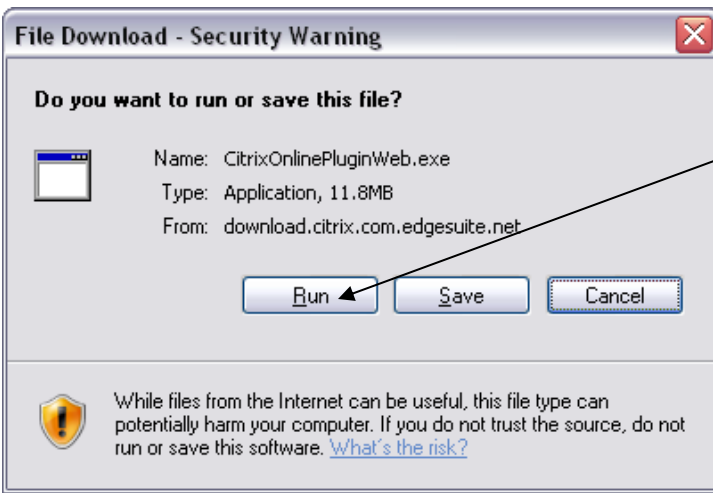 File Download - Security Warning
Do you want to run or save this file?
Name: CitrixOnlinePluginWeb.exe
Type: Application, 11.8MB
From: download.citrix.com.edgesuite.net
Run Save Cancel
While files from the Internet can be useful, this file type can
potentially harm your computer. If you do not trust the source, do not
run or save this software. What's the risk?